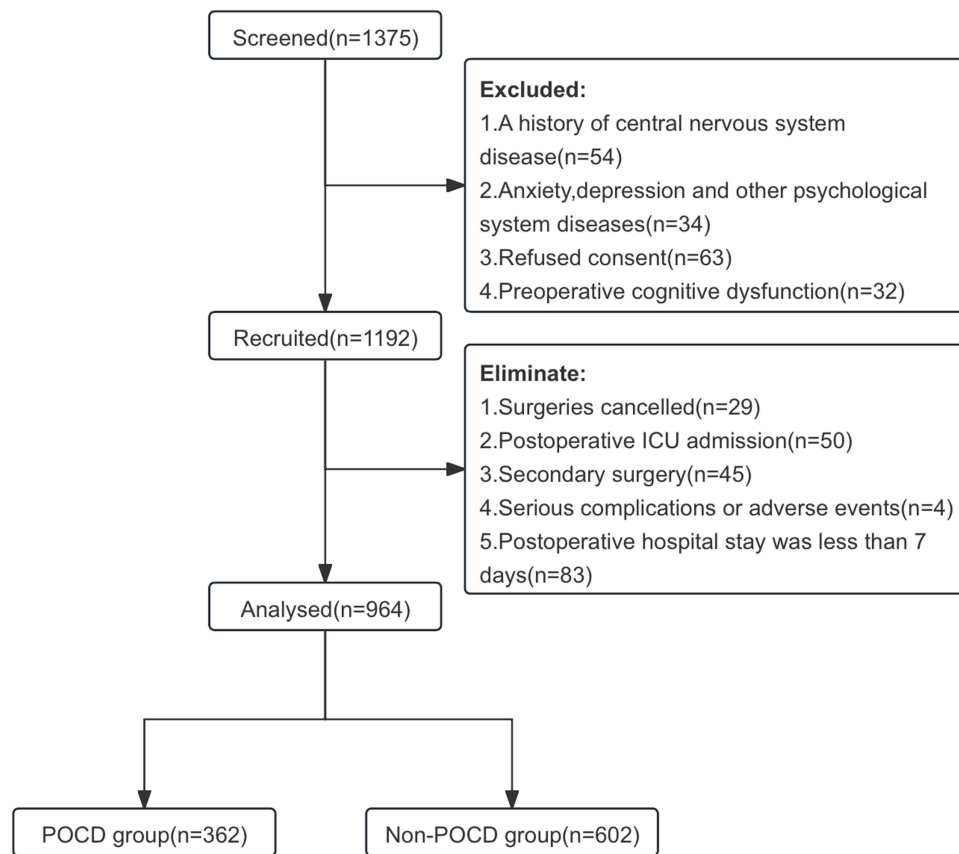 Screened(n=1375)
Excluded:
1.A history of central nervous system
disease(n=54)
2.Anxiety,depression and other psychological
system diseases(n=34)
3.Refused consent(n=63)
4.Preoperative cognitive dysfunction(n=32)
Recruited(n=1192)
Eliminate:
1.Surgeries cancelled(n=29)
2.Postoperative ICU admission(n=50)
3.Secondary surgery(n=45)
4.Serious complications or adverse events(n=4)
5.Postoperative hospital stay was less than 7
days(n=83)
Analysed(n=964)
POCD group(n=362)
Non-POCD group(n=602)